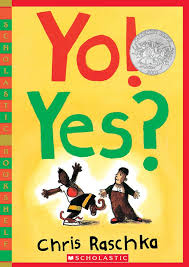 Yo!
Yes?
Chris Raschka
SCHOLASTIC
SCHOLASTIC BOOKSHELF